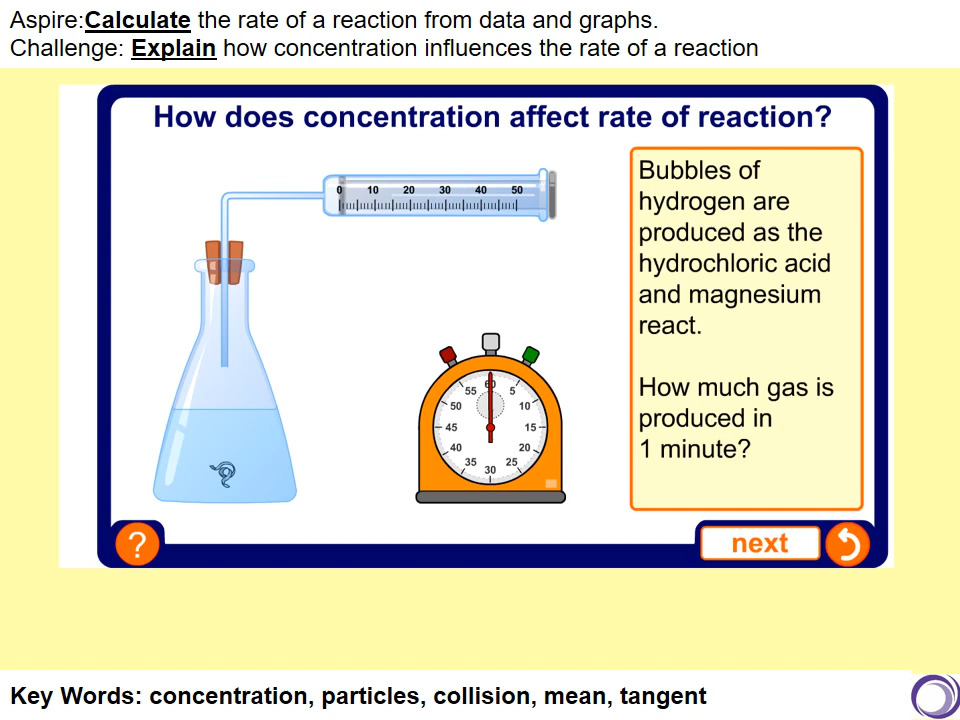 Aspire:Calculate the rate of a reaction from data and graphs.
Challenge: Explain how concentration influences the rate of a reaction
How does concentration affect rate of reaction?
0 10 20 30 40 50
Bubbles of
hydrogen are
produced as the
hydrochloric acid
and magnesium
react.
How much gas is
produced in
1 minute?
60
55 5
50 10
45 15
40 20
35 25
30
?
next
Key Words: concentration, particles, collision, mean, tangent